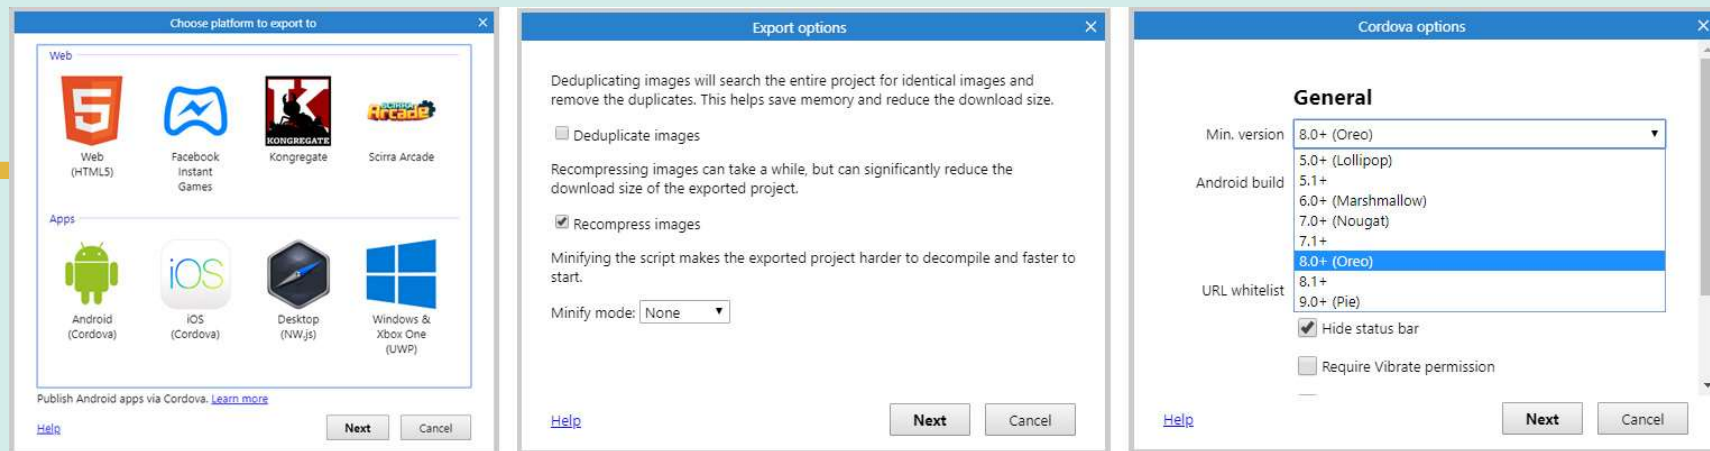 Choose platform to export to
Web
5
KONGREGATE
SCIRRA
Arcade
Web
(HTML5)
Facebook
Instant
Games
Kongregate
Scirra Arcade
Apps
iOS
Android
(Cordova)
iOS
(Cordova)
Desktop
(NW.js)
Windows &
Xbox One
(UWP)
Publish Android apps via Cordova. Learn more
Help
Next
Cancel
Export options
Deduplicating images will search the entire project for identical images and
remove the duplicates. This helps save memory and reduce the download size.
Deduplicate images
Recompressing images can take a while, but can significantly reduce the
download size of the exported project.
Recompress images
Minifying the script makes the exported project harder to decompile and faster to
start.
Minify mode: None
Help
Next
Cancel
Cordova options
General
Min. version 8.0+ (Oreo)
5.0+ (Lollipop)
Android build 5.1+
6.0+ (Marshmallow)
7.0+ (Nougat)
7.1+
8.0+ (Oreo)
URL whitelist 8.1+
9.0+ (Pie)
Hide status bar
Require Vibrate permission
Help
Next
Cancel